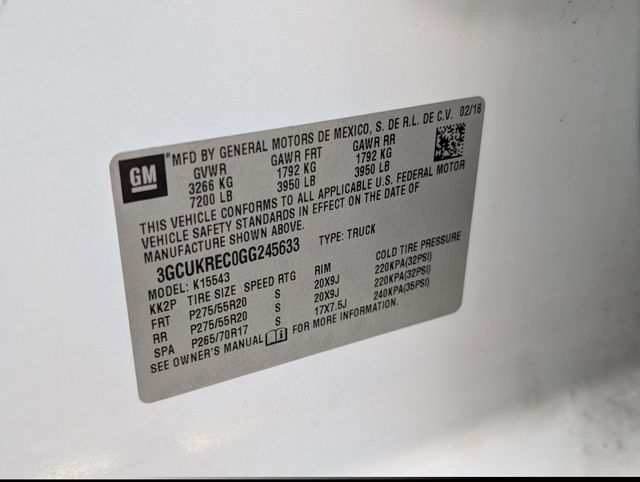 GM
*MFD BY GENERAL MOTORS DE MEXICO, S. DE R.L. DE C.V. 02/16
GVWR GAWR FRT GAWR RR
3266 KG 1792 KG 1792 KG
7200 LB 3950 LB 3950 LB
THIS VEHICLE CONFORMS TO ALL APPLICABLE U.S. FEDERAL MOTOR
VEHICLE SAFETY STANDARDS IN EFFECT ON THE DATE OF
MANUFACTURE SHOWN ABOVE.
3GCUKREC0GG245633 TYPE: TRUCK
MODEL: K15543
KK2P TIRE SIZE SPEED RTG RIM COLD TIRE PRESSURE
FRT P275/55R20 S 20X9J 220KPA(32PSI)
RR P275/55R20 S 20X9J 220KPA(32PSI)
SPA P265/70R17 S 17X7.5J 240KPA(35PSI)
SEE OWNER'S MANUAL FOR MORE INFORMATION.